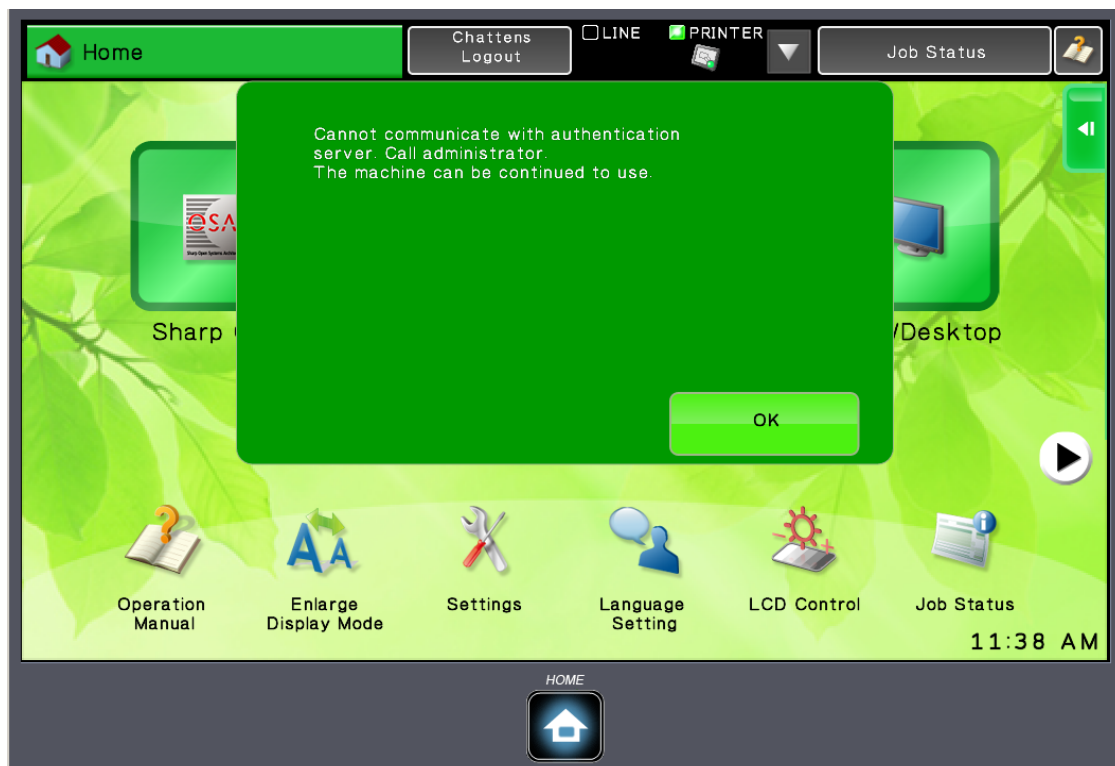 Home
Chattens
Logout
LINE
PRINTER
Job Status
Cannot communicate with authentication
server. Call administrator.
The machine can be continued to use.
OSA
Sharp
/Desktop
OK
Operation
Manual
Enlarge
Display Mode
Settings
Language
Setting
LCD Control
Job Status
11:38 AM
HOME